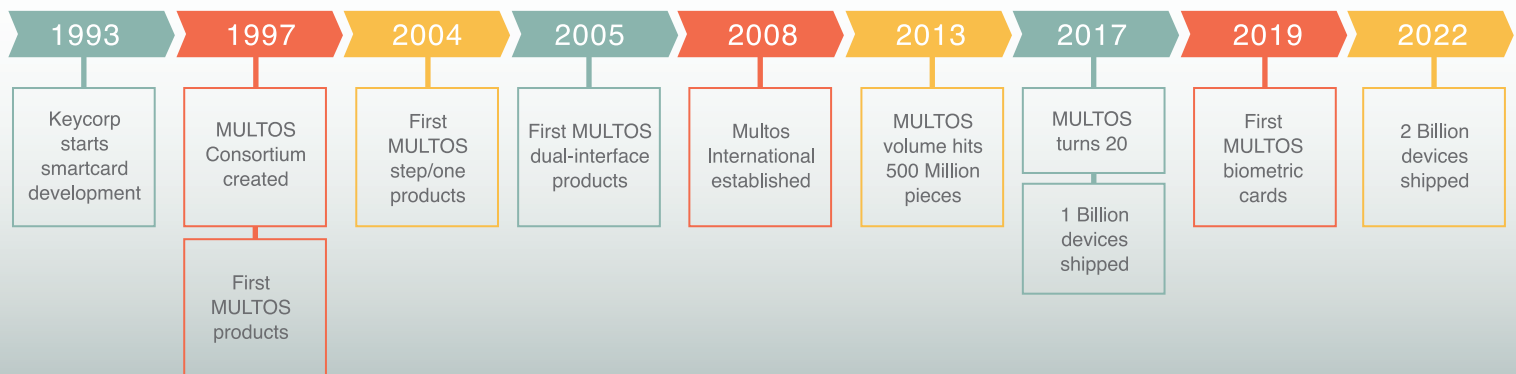 1993
1997
2004
2005
2008
2013
2017
2019
2022
Keycorp
starts
smartcard
development
MULTOS
Consortium
created
First
MULTOS
products
First
MULTOS
step/one
products
First MULTOS
dual-interface
products
Multos
International
established
MULTOS
volume hits
500 Million
pieces
MULTOS
turns 20
1 Billion
devices
shipped
First
MULTOS
biometric
cards
2 Billion
devices
shipped